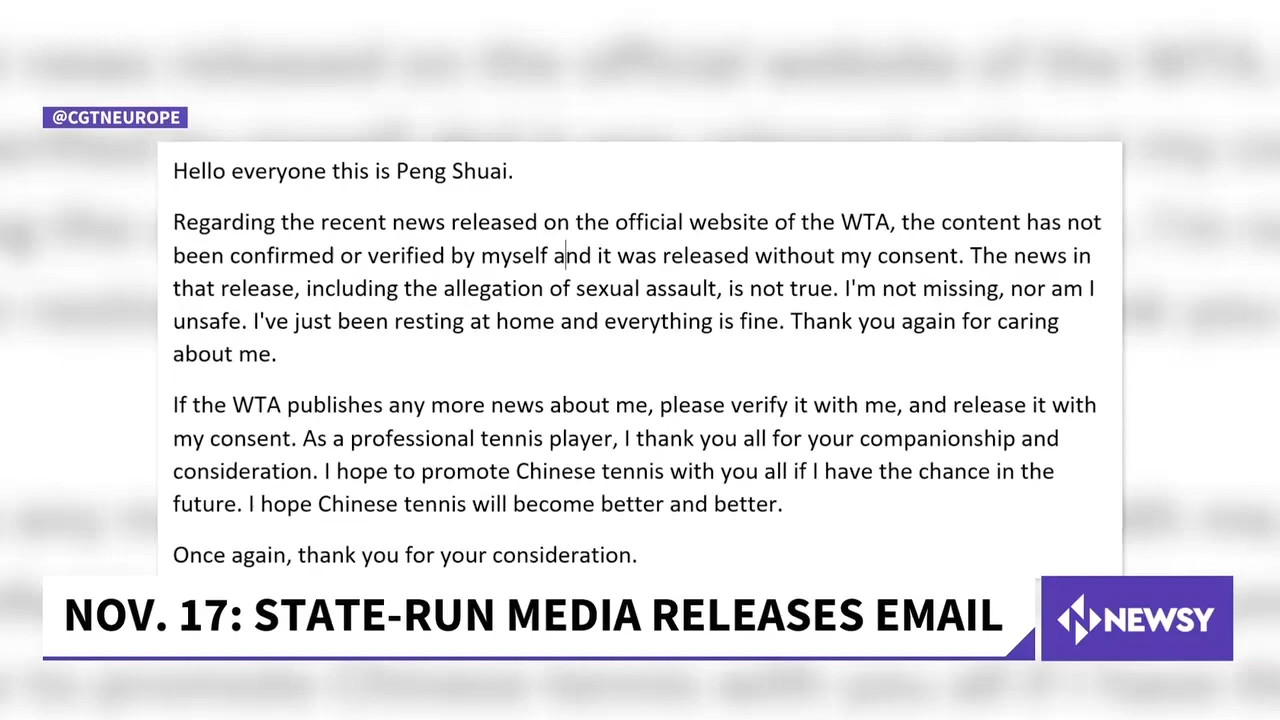 @CGTNEUROPE
Hello everyone this is Peng Shuai.
Regarding the recent news released on the official website of the WTA, the content has not
been confirmed or verified by myself and it was released without my consent. The news in
that release, including the allegation of sexual assault, is not true. I'm not missing, nor am I
unsafe. I've just been resting at home and everything is fine. Thank you again for caring
about me.
If the WTA publishes any more news about me, please verify it with me, and release it with
my consent. As a professional tennis player, I thank you all for your companionship and
consideration. I hope to promote Chinese tennis with you all if I have the chance in the
future. I hope Chinese tennis will become better and better.
Once again, thank you for your consideration.
NOV. 17: STATE-RUN MEDIA RELEASES EMAIL
NEWSY